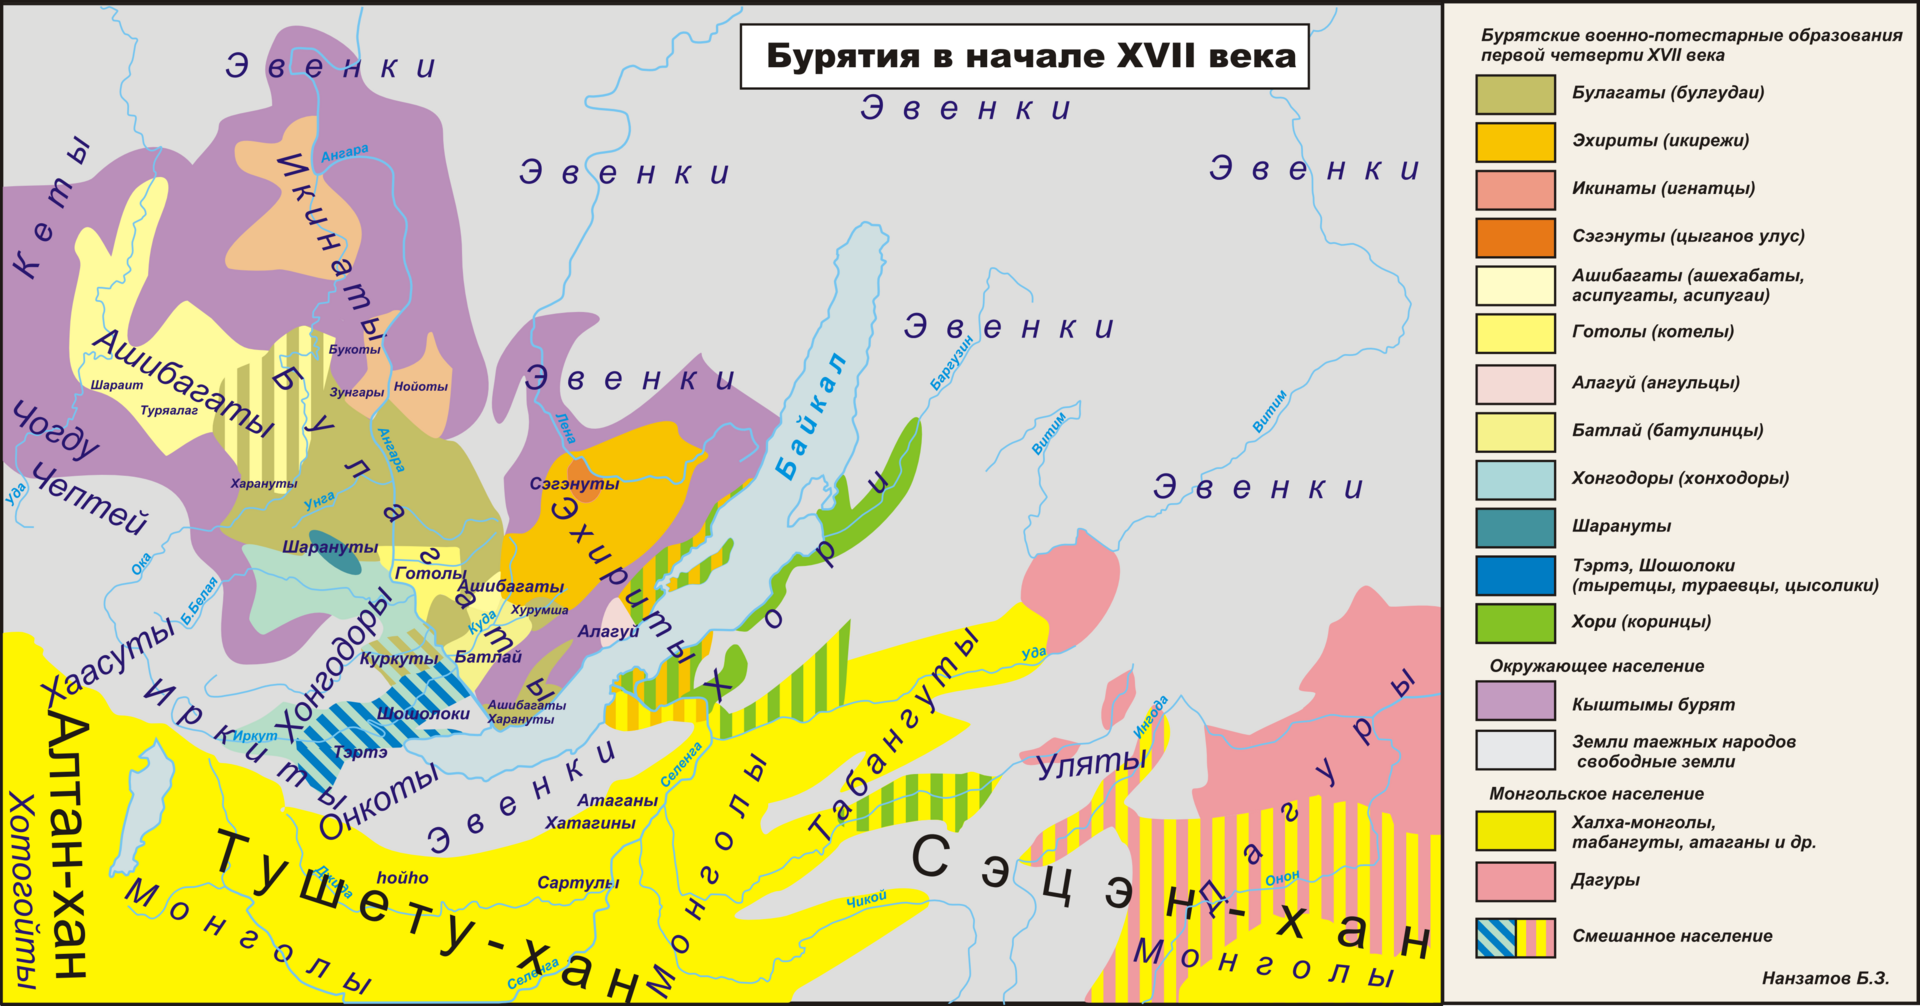 Бурятия в начале XVII века
Эвенки
Эвенки
Эвенки
Эвенки
Кеты
Ангара
Икинаты
Эвенки
Баргузин
Байкал
Эвенки
Лена
Витим
Витим
Эвенки
Ашибагаты
Шараит
Туряалаг
Букоты
Зунгары
Нойоты
Булагаты
Ангара
Чогду
Чептей
Уда
Харануты
Унга
Сэгэнуты
Эхириты
Хори
Ока
Б.Белая
Шарануты
Готолы
Ашибагаты
Хурумша
Куда
Алагуй
Куркуты
Батлай
Хонгодоры
Хаасуты
Иркиты
Иркут
Шошолоки
Тэртэ
Ашибагаты
Харануты
Онкоты
Эвенки
Селенга
Атаганы
Хатагины
Табангуты
Уда
Уляты
Ингода
Дагуры
Онон
Алтан-хан
Хотогойты
Тушету-хан
Монголы
Джида
һойһо
Сартулы
Селенга
Монголы
Чикой
Сэцэн-хан
Монголы
Бурятские военно-потестарные образования
первой четверти XVII века
Булагаты (булгудаи)
Эхириты (икирежи)
Икинаты (игнатцы)
Сэгэнуты (цыганов улус)
Ашибагаты (ашехабаты,
асипугаты, асипугаи)
Готолы (котелы)
Алагуй (ангульцы)
Батлай (батулинцы)
Хонгодоры (хонходоры)
Шарануты
Тэртэ, Шошолоки
(тыретцы, тураевцы, цысолики)
Хори (коринцы)
Окружающее население
Кыштымы бурят
Земли таежных народов
свободные земли
Монгольское население
Халха-монголы,
табангуты, атаганы и др.
Дагуры
Смешанное население
Нанзатов Б.З.